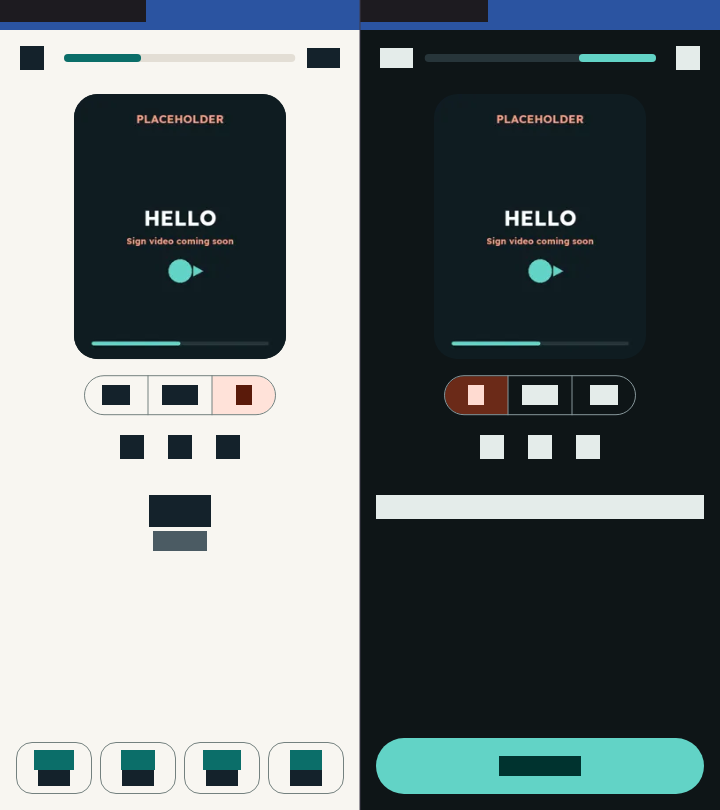 PLACEHOLDER
HELLO
Sign video coming soon
PLACEHOLDER
HELLO
Sign video coming soon